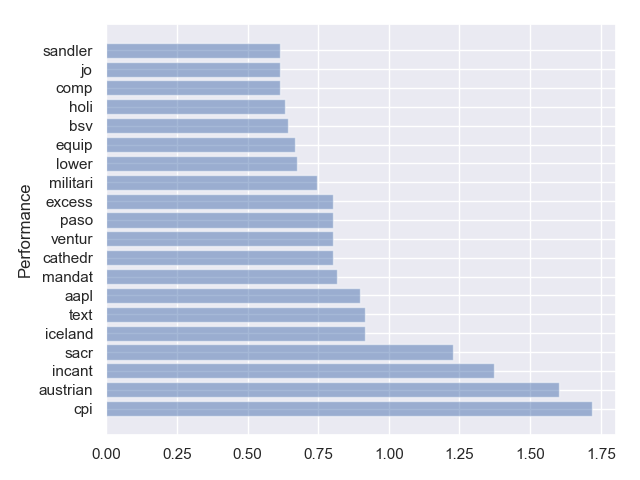 sandler
jo
comp
holi
bsv
equip
lower
militari
excess
paso
ventur
cathedr
mandat
aapl
text
iceland
sacr
incant
austrian
cpi
Performance
0.00 0.25 0.50 0.75 1.00 1.25 1.50 1.75